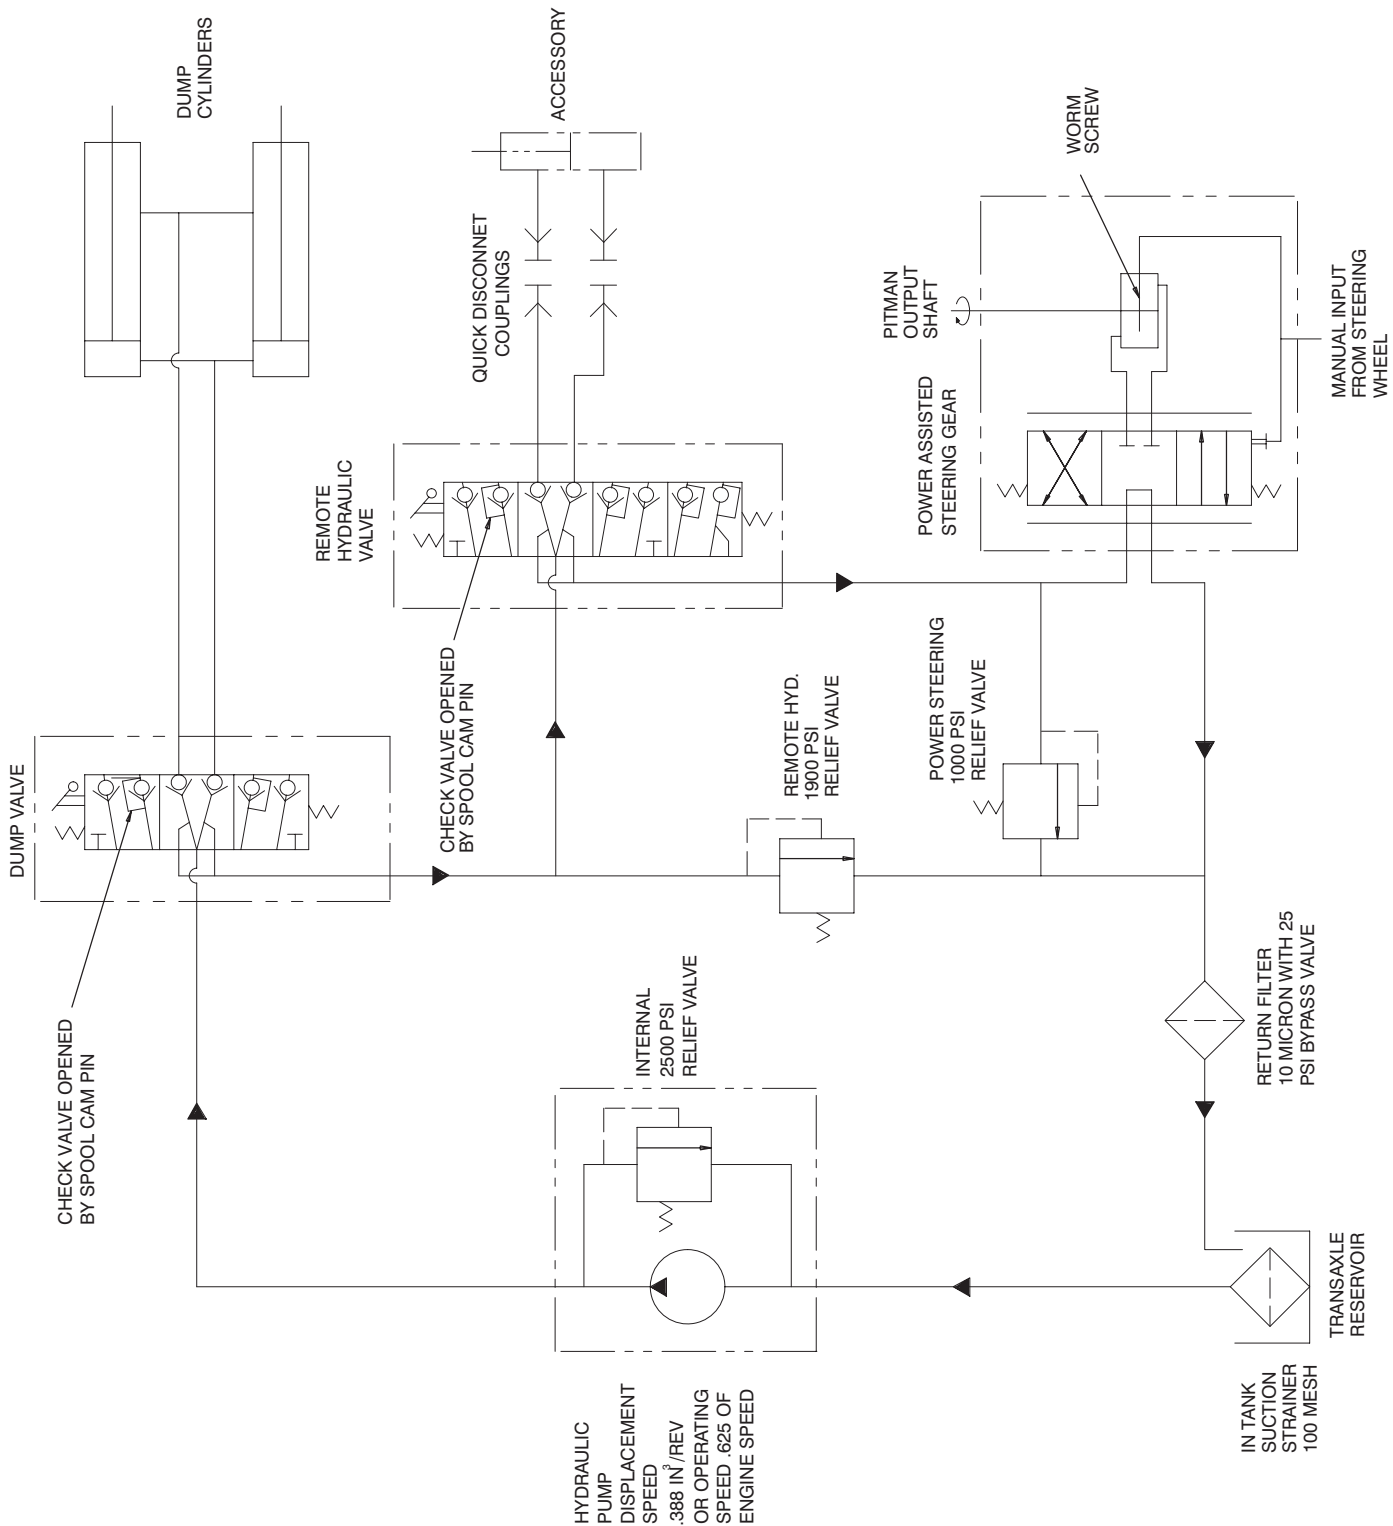 HYDRAULIC
PUMP
DISPLACEMENT
SPEED
.388 IN³/REV
OR OPERATING
SPEED .625 OF
ENGINE SPEED
IN TANK
SUCTION
STRAINER
100 MESH
TRANSAXLE
RESERVOIR
CHECK VALVE OPENED
BY SPOOL CAM PIN
INTERNAL
2500 PSI
RELIEF VALVE
RETURN FILTER
10 MICRON WITH 25
PSI BYPASS VALVE
DUMP VALVE
CHECK VALVE OPENED
BY SPOOL CAM PIN
REMOTE HYD.
1900 PSI
RELIEF VALVE
POWER STEERING
1000 PSI
RELIEF VALVE
REMOTE
HYDRAULIC
VALVE
POWER ASSISTED
STEERING GEAR
QUICK DISCONNET
COUPLINGS
PITMAN
OUTPUT
SHAFT
MANUAL INPUT
FROM STEERING
WHEEL
DUMP
CYLINDERS
ACCESSORY
WORM
SCREW